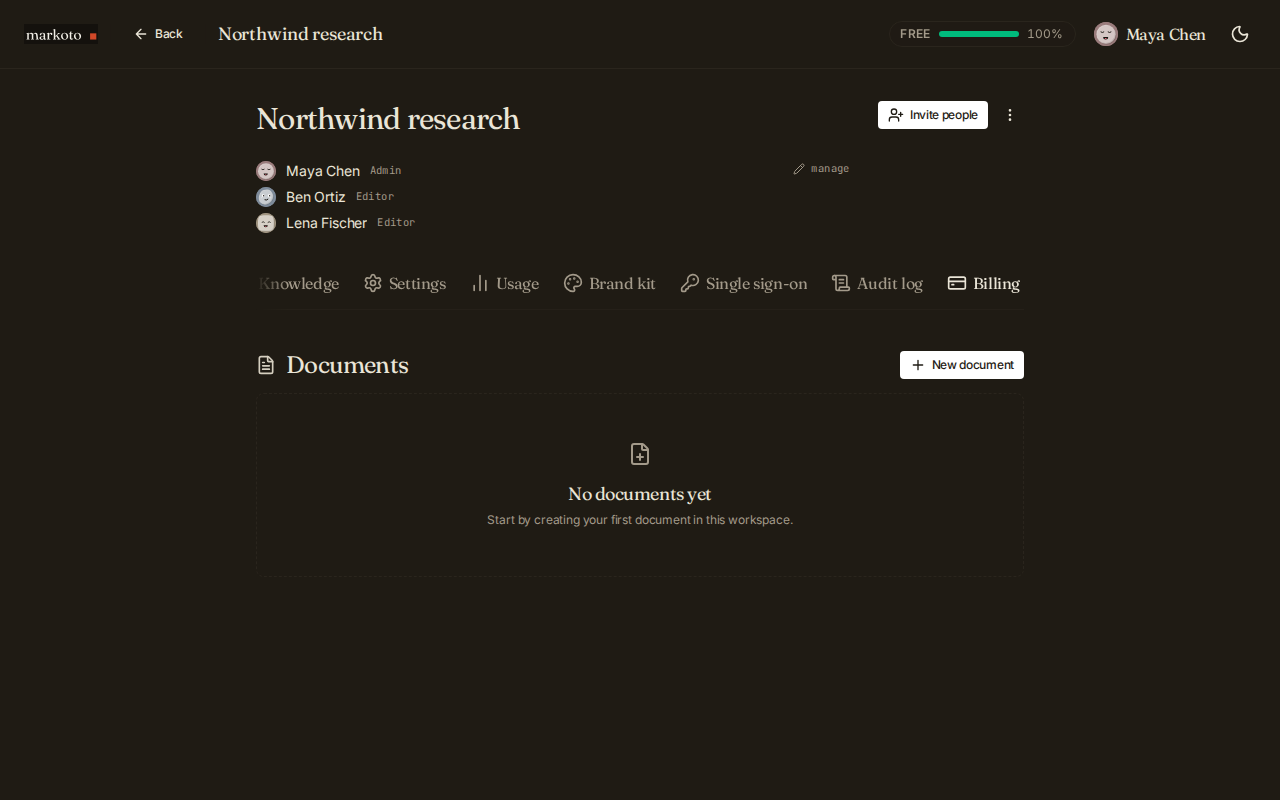 markoto
Back
Northwind research
FREE
100%
Maya Chen
Northwind research
Invite people
Maya Chen Admin
manage
Ben Ortiz Editor
Lena Fischer Editor
Knowledge
Settings
Usage
Brand kit
Single sign-on
Audit log
Billing
Documents
New document
No documents yet
Start by creating your first document in this workspace.